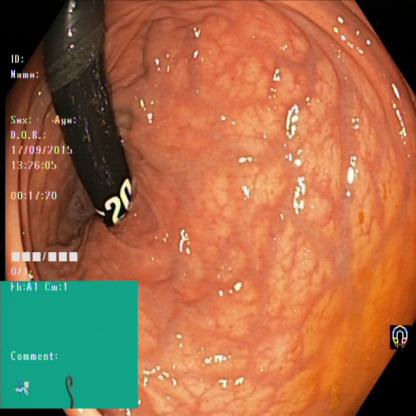 ID:
Name:
Sex: Age:
D.O.B.:
17/09/2015
13:26:05
00:17:20
■■■/■■■
0/1
Eh:A1 Cm:1
Comment:
20